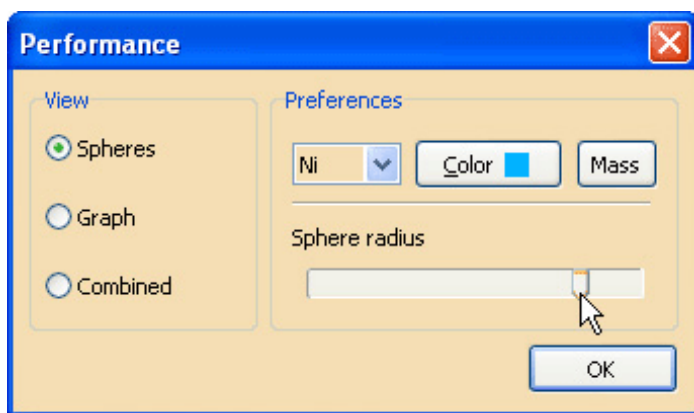 Performance
View
Spheres
Graph
Combined
Preferences
Ni
Color
Mass
Sphere radius
OK